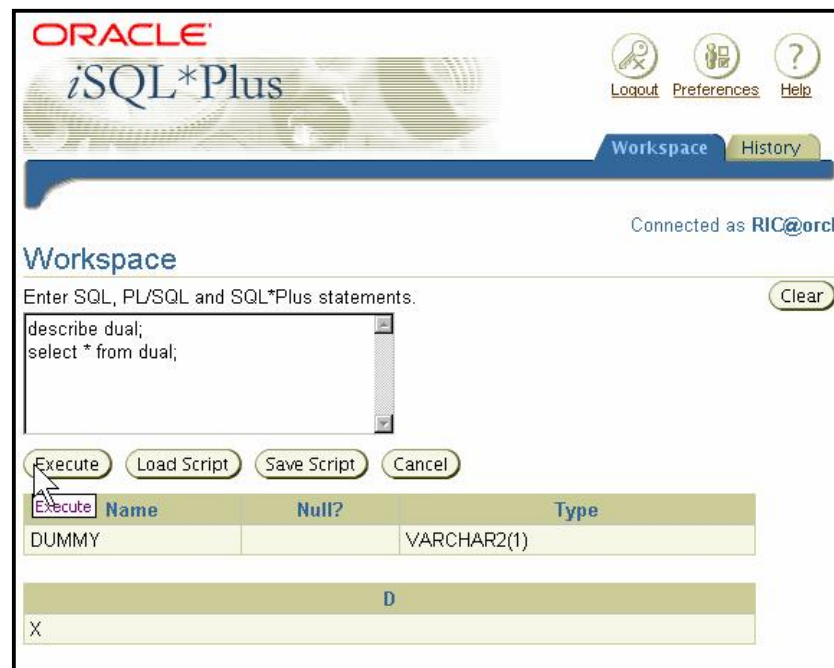 ORACLE
iSQL*Plus
Logout Preferences Help
Workspace History
Connected as RIC@orcl
Workspace
Enter SQL, PL/SQL and SQL*Plus statements.
Clear
describe dual;
select * from dual;
Execute Load Script Save Script Cancel
Execute Name Null? Type
DUMMY VARCHAR2(1)
D
X